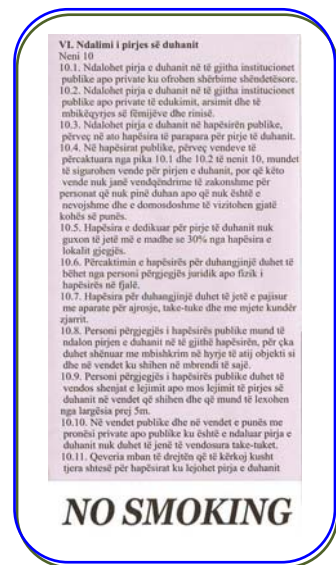 VI. Ndalimi i pirjes së duhanit
Neni 10
10.1. Ndalohet pirja e duhanit në të gjitha institucionet
publike apo private ku ofrohen shërbime shëndetësore.
10.2. Ndalohet pirja e duhanit në të gjitha institucionet
publike apo private të edukimit, arsimit dhe të
mbikëqyrjes së fëmijëve dhe rinisë.
10.3. Ndalohet pirja e duhanit në hapësirën publike,
përveç në ato hapësira të parapara për pirje të duhanit.
10.4. Në hapësirat publike, përveç vendeve të
përcaktuara nga pika 10.1 dhe 10.2 të nenit 10, mundet
të sigurohen vende për pirjen e duhanit, por që këto
vende nuk janë vendqëndrime të zakonshme për
personat që nuk pinë duhan apo që nuk është e
nevojshme dhe e domosdoshme të vizitohen gjatë
kohës së punës.
10.5. Hapësira e dedikuar për pirje të duhanit nuk
guxon të jetë më e madhe se 30% nga hapësira e
lokalit gjegjës.
10.6. Përcaktimin e hapësirës për duhangjinjë duhet të
bëhet nga personi përgjegjës juridik apo fizik i
hapësirës në fjalë.
10.7. Hapësira për duhangjinjë duhet të jetë e pajisur
me aparate për ajrosje, take-tuke dhe me mjete kundër
zjarrit.
10.8. Personi përgjegjës i hapësirës publike mund të
ndalon pirjen e duhanit në të gjithë hapësirën, për çka
duhet shënuar me mbishkrim në hyrje të atij objekti si
dhe në vendet ku shihen në mbrendi të sajë.
10.9. Personi përgjegjës i hapësirës publike duhet të
vendos shenjat e lejimit apo mos lejimit të pirjes së
duhanit në vendet që shihen dhe që mund të lexohen
nga largësia prej 5m.
10.10. Në vendet publike dhe në vendet e punës me
pronësi private apo publike ku është e ndaluar pirja e
duhanit nuk duhet të jenë të vendosura take-tuket.
10.11. Qeveria mban të drejtën që të kërkoj kusht
tjera shtesë për hapësirat ku lejohet pirja e duhanit
NO SMOKING